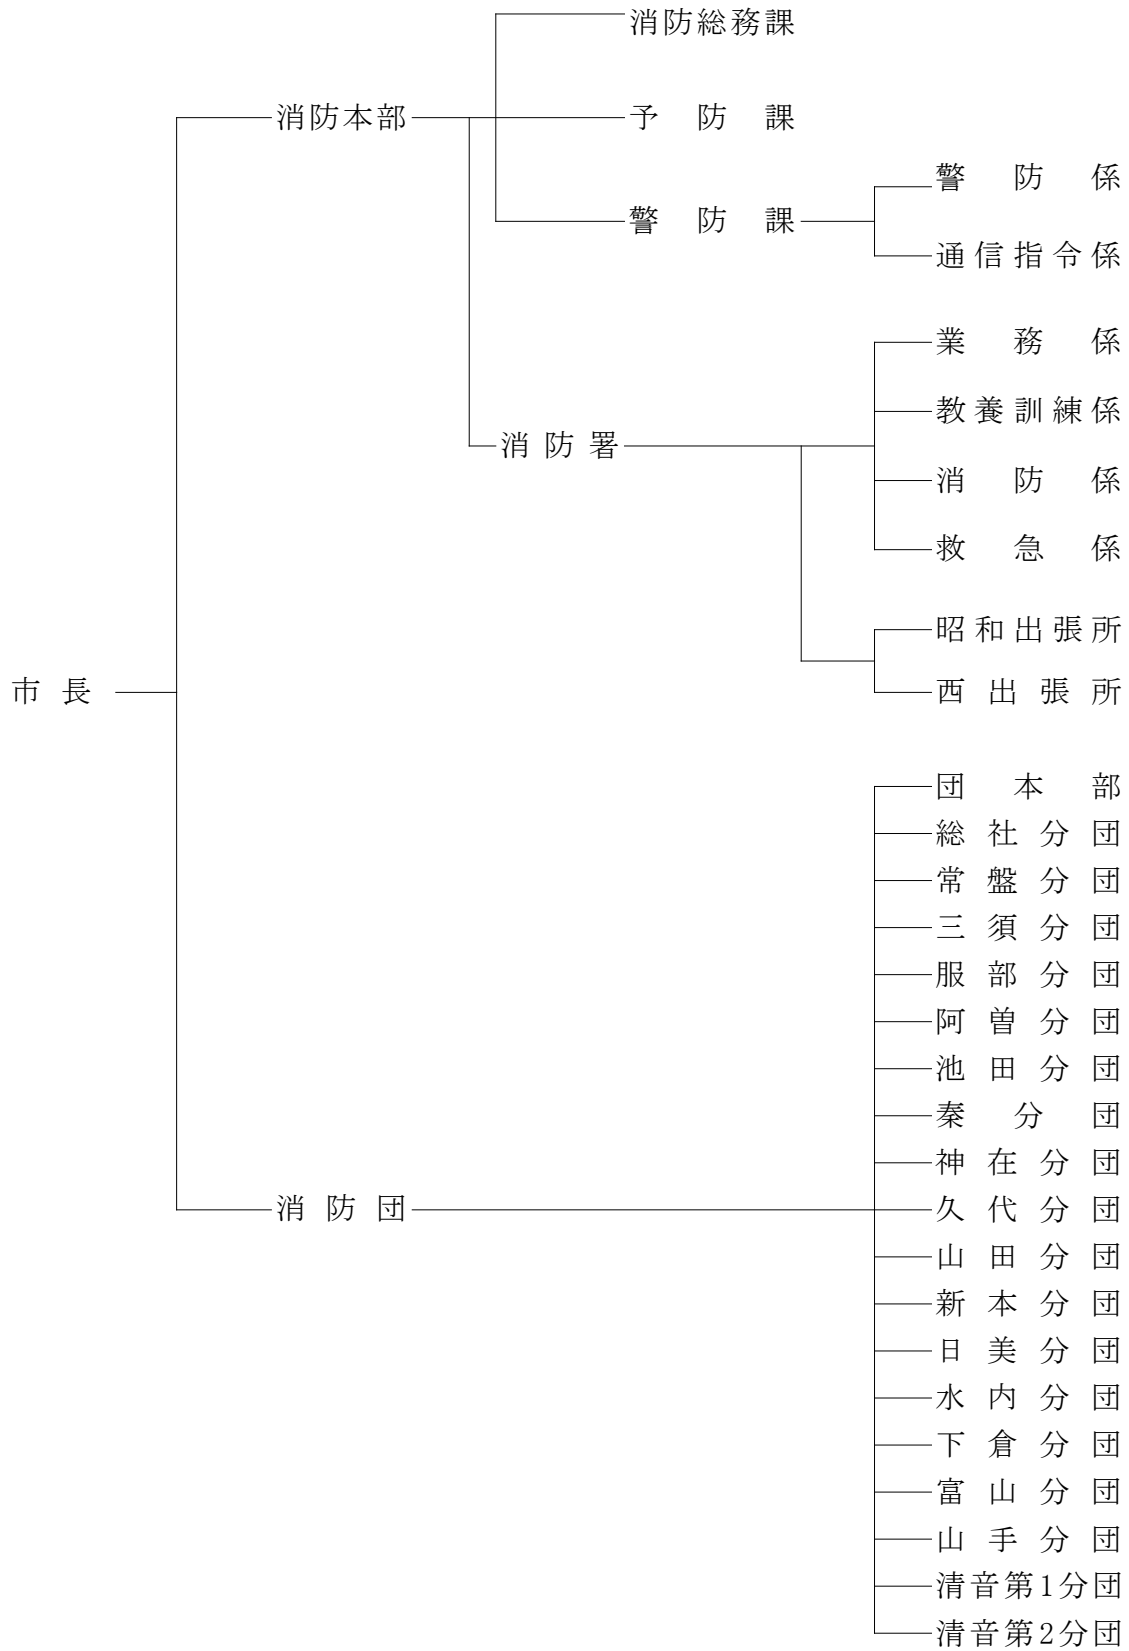 消防総務課
消防本部
予防課
警防係
警防課
通信指令係
業務係
教養訓練係
消防署
消防係
救急係
昭和出張所
市長
西出張所
団本部
総社分団
常盤分団
三須分団
服部分団
阿曽分団
池田分団
秦分団
神在分団
消防団
久代分団
山田分団
新本分団
日美分団
水内分団
下倉分団
富山分団
山手分団
清音第1分団
清音第2分団